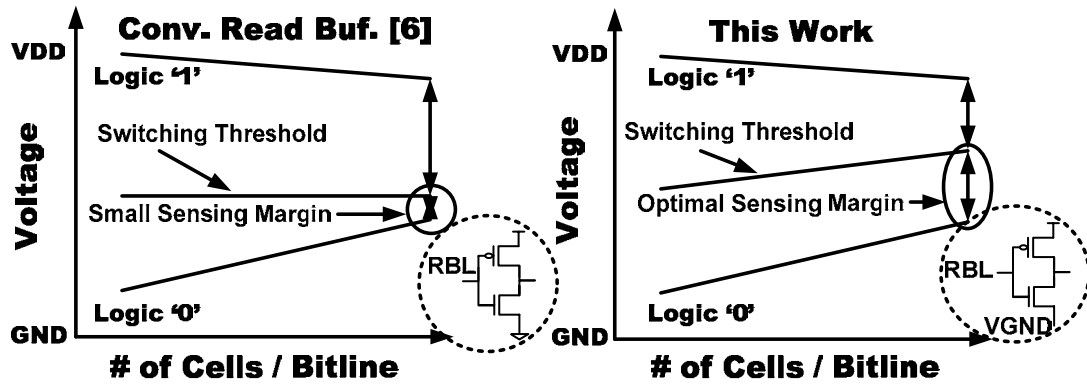 Conv. Read Buf. [6]
VDD
Logic '1'
Switching Threshold
Voltage
Small Sensing Margin
RBL
Logic '0'
GND
# of Cells / Bitline
This Work
VDD
Logic '1'
Switching Threshold
Voltage
Optimal Sensing Margin
RBL
Logic '0'
VGND
GND
# of Cells / Bitline